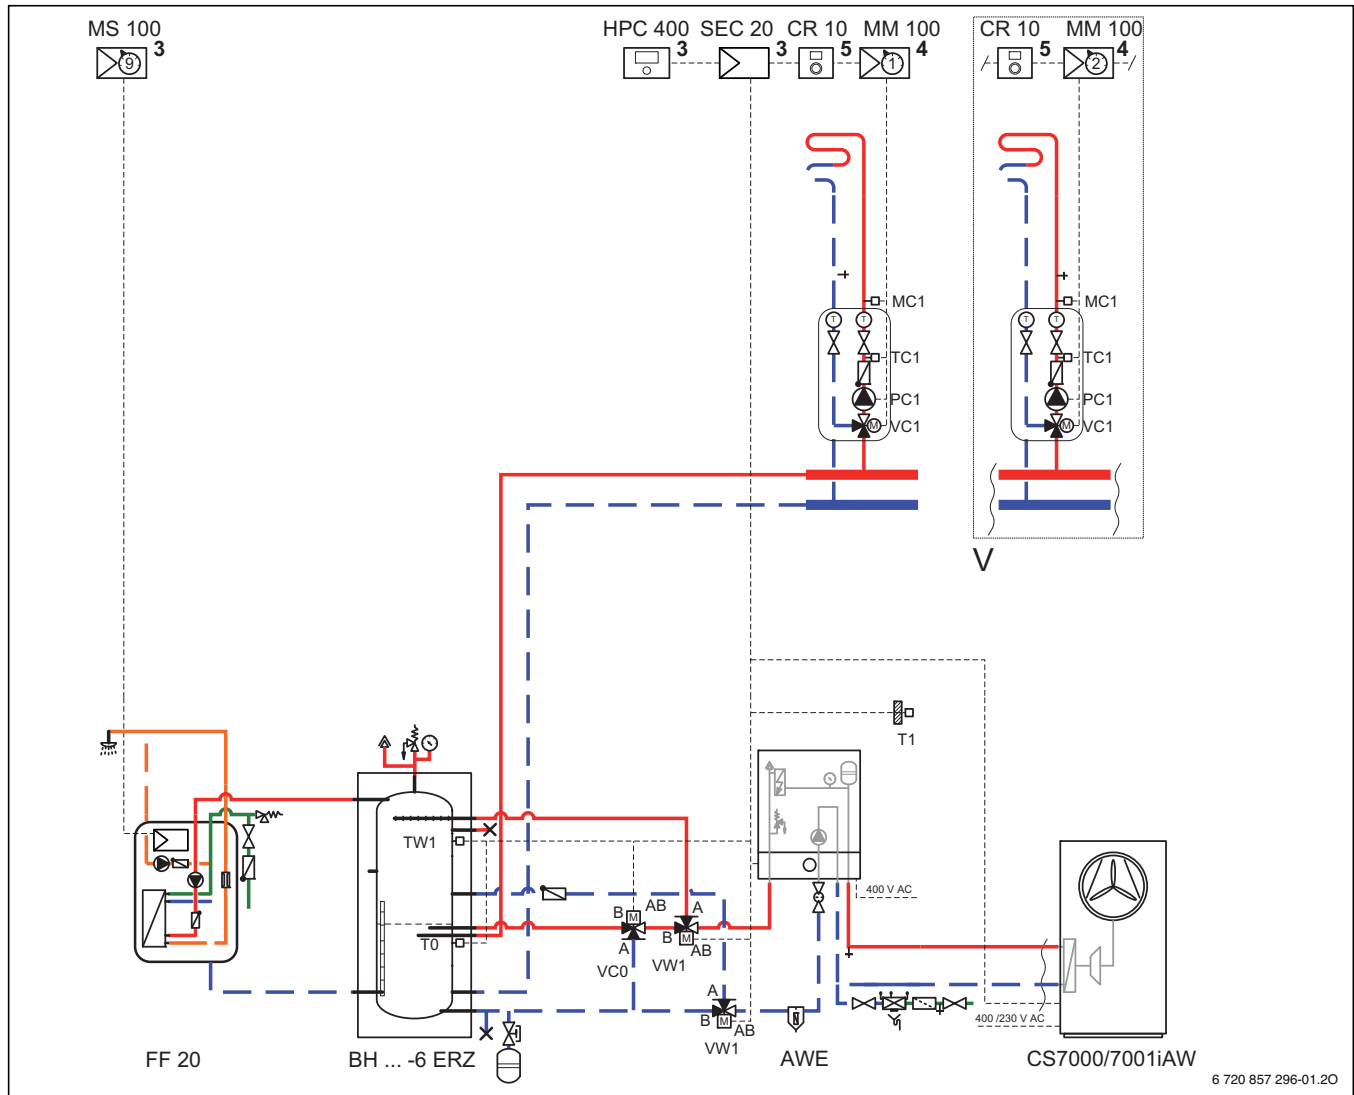 MS 100
3
9
HPC 400
3
SEC 20
3
CR 10
5
MM 100
4
1
CR 10
5
MM 100
4
2
MC1
T
T
TC1
PC1
M
VC1
MC1
T
T
TC1
PC1
M
VC1
V
T1
TW1
T0
B
M
AB
A
VC0
A
B
M
AB
VW1
A
B
M
AB
VW1
400 V AC
400 /230 V AC
FF 20
BH ... -6 ERZ
AWE
CS7000/7001iAW
6 720 857 296-01.2O